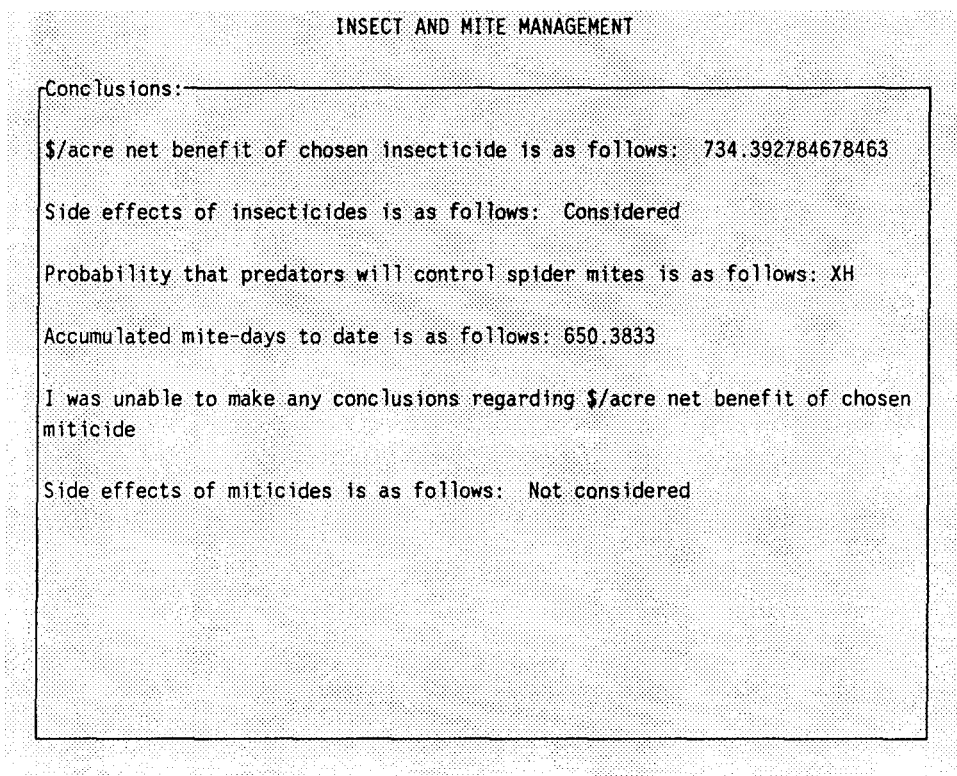 INSECT AND MITE MANAGEMENT
Conclusions:
$/acre net benefit of chosen insecticide is as follows: 734.392784678463
Side effects of insecticides is as follows: Considered
Probability that predators will control spider mites is as follows: XH
Accumulated mite-days to date is as follows: 650.3833
I was unable to make any conclusions regarding $/acre net benefit of chosen
miticide
Side effects of miticides is as follows: Not considered